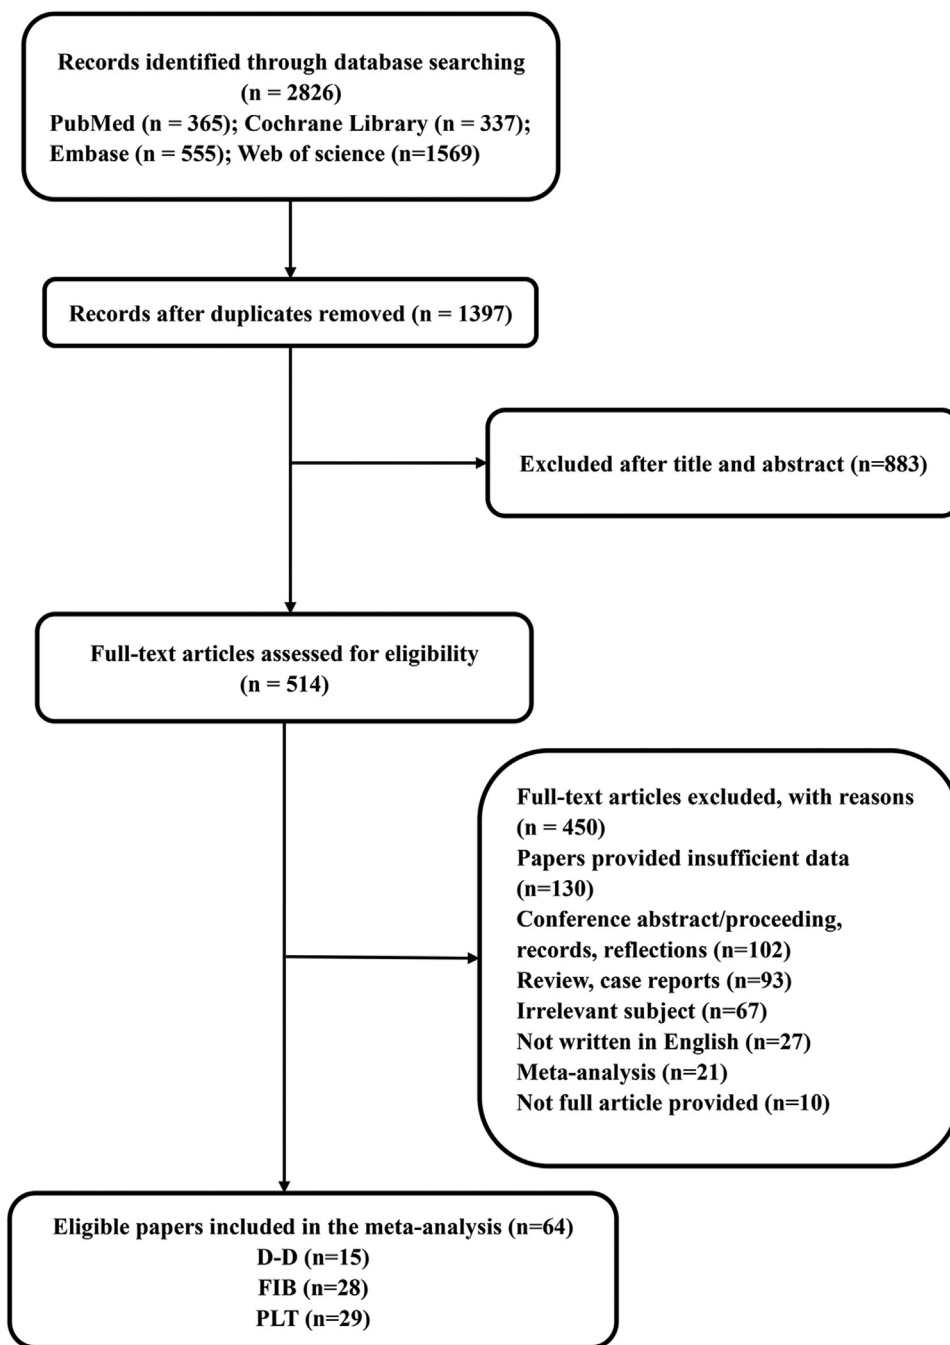 Records identified through database searching
(n = 2826)
PubMed (n = 365); Cochrane Library (n = 337);
Embase (n = 555); Web of science (n=1569)
Records after duplicates removed (n = 1397)
Excluded after title and abstract (n=883)
Full-text articles assessed for eligibility
(n = 514)
Full-text articles excluded, with reasons
(n = 450)
Papers provided insufficient data
(n=130)
Conference abstract/proceeding,
records, reflections (n=102)
Review, case reports (n=93)
Irrelevant subject (n=67)
Not written in English (n=27)
Meta-analysis (n=21)
Not full article provided (n=10)
Eligible papers included in the meta-analysis (n=64)
D-D (n=15)
FIB (n=28)
PLT (n=29)